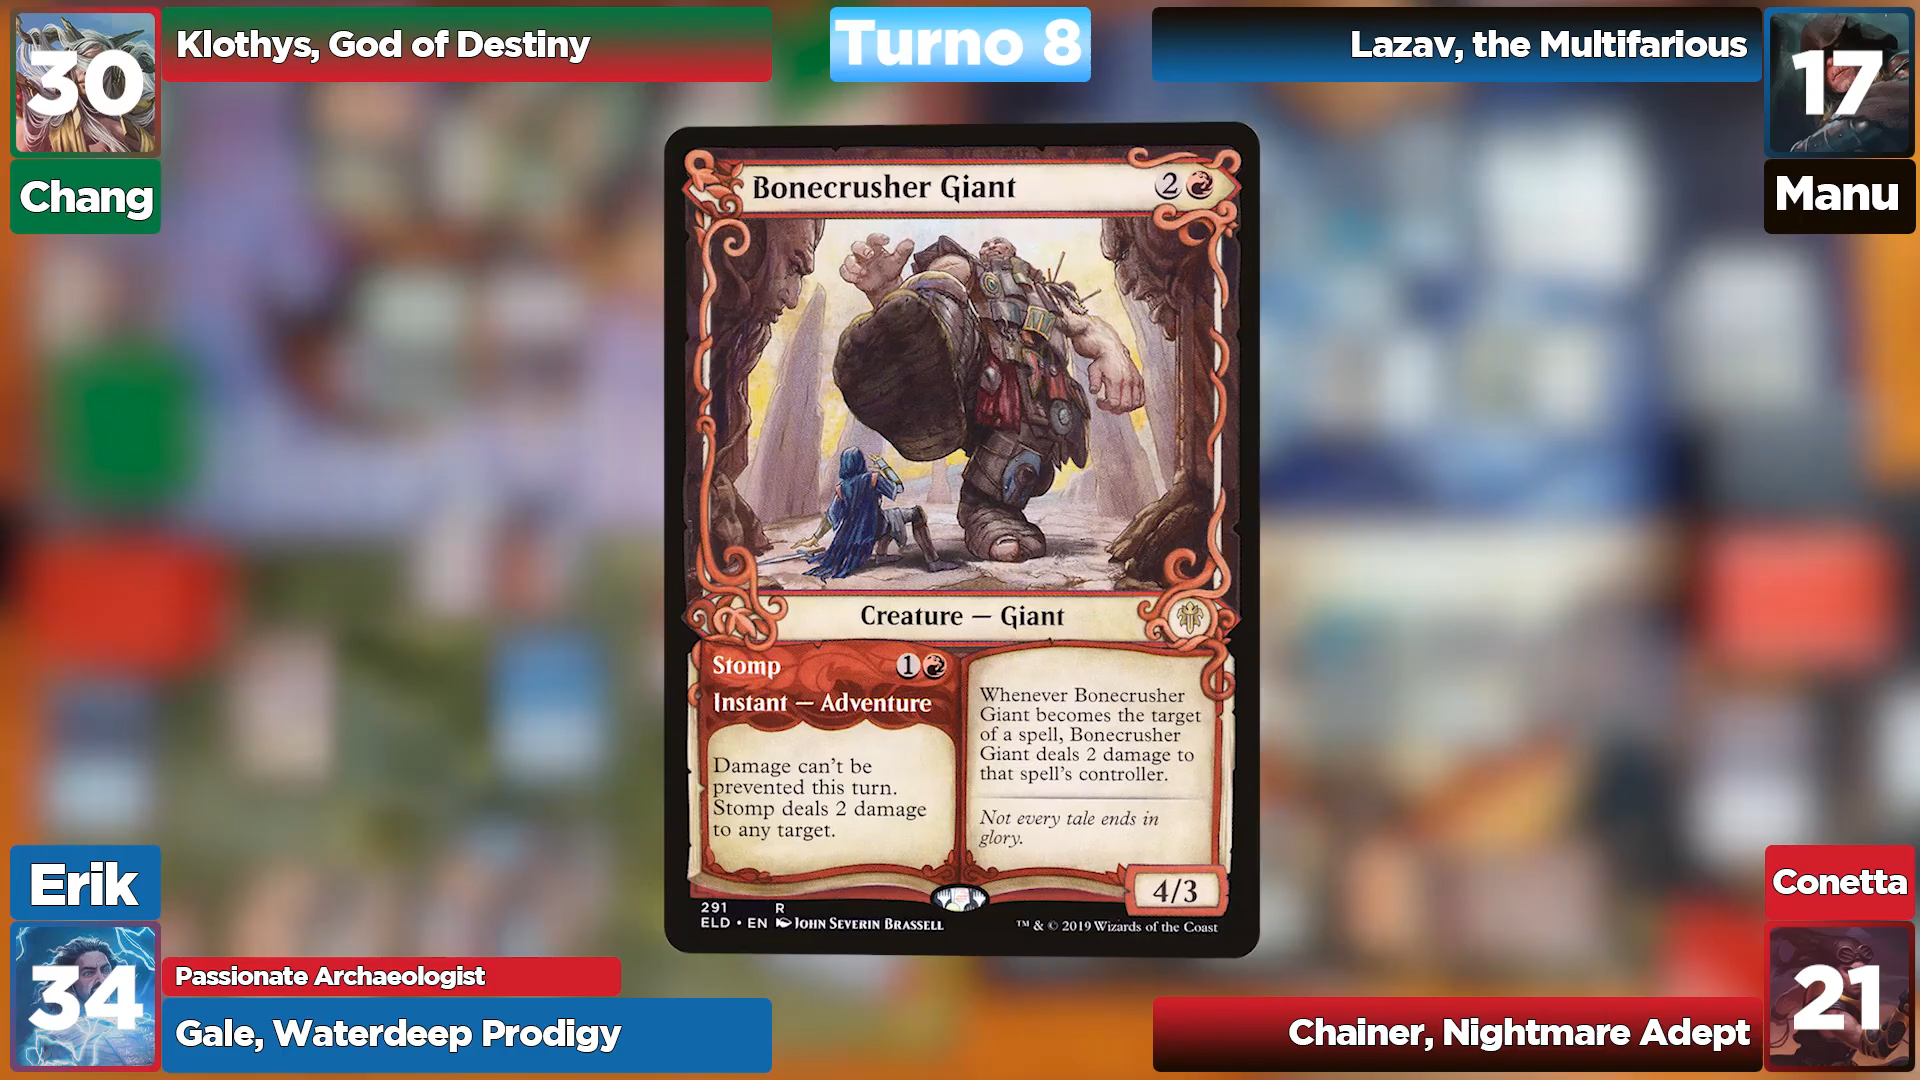 30
Klothys, God of Destiny
Turno 8
Lazav, the Multifarious
17
Chang
Manu
Bonecrusher Giant
2
Creature — Giant
Stomp
1
Instant — Adventure
Damage can't be
prevented this turn.
Stomp deals 2 damage
to any target.
Whenever Bonecrusher
Giant becomes the target
of a spell, Bonecrusher
Giant deals 2 damage to
that spell's controller.
Not every tale ends in
glory.
4/3
291 R
ELD • EN John Severin Brassell
™ & © 2019 Wizards of the Coast
Erik
34
Passionate Archaeologist
Gale, Waterdeep Prodigy
Conetta
21
Chainer, Nightmare Adept